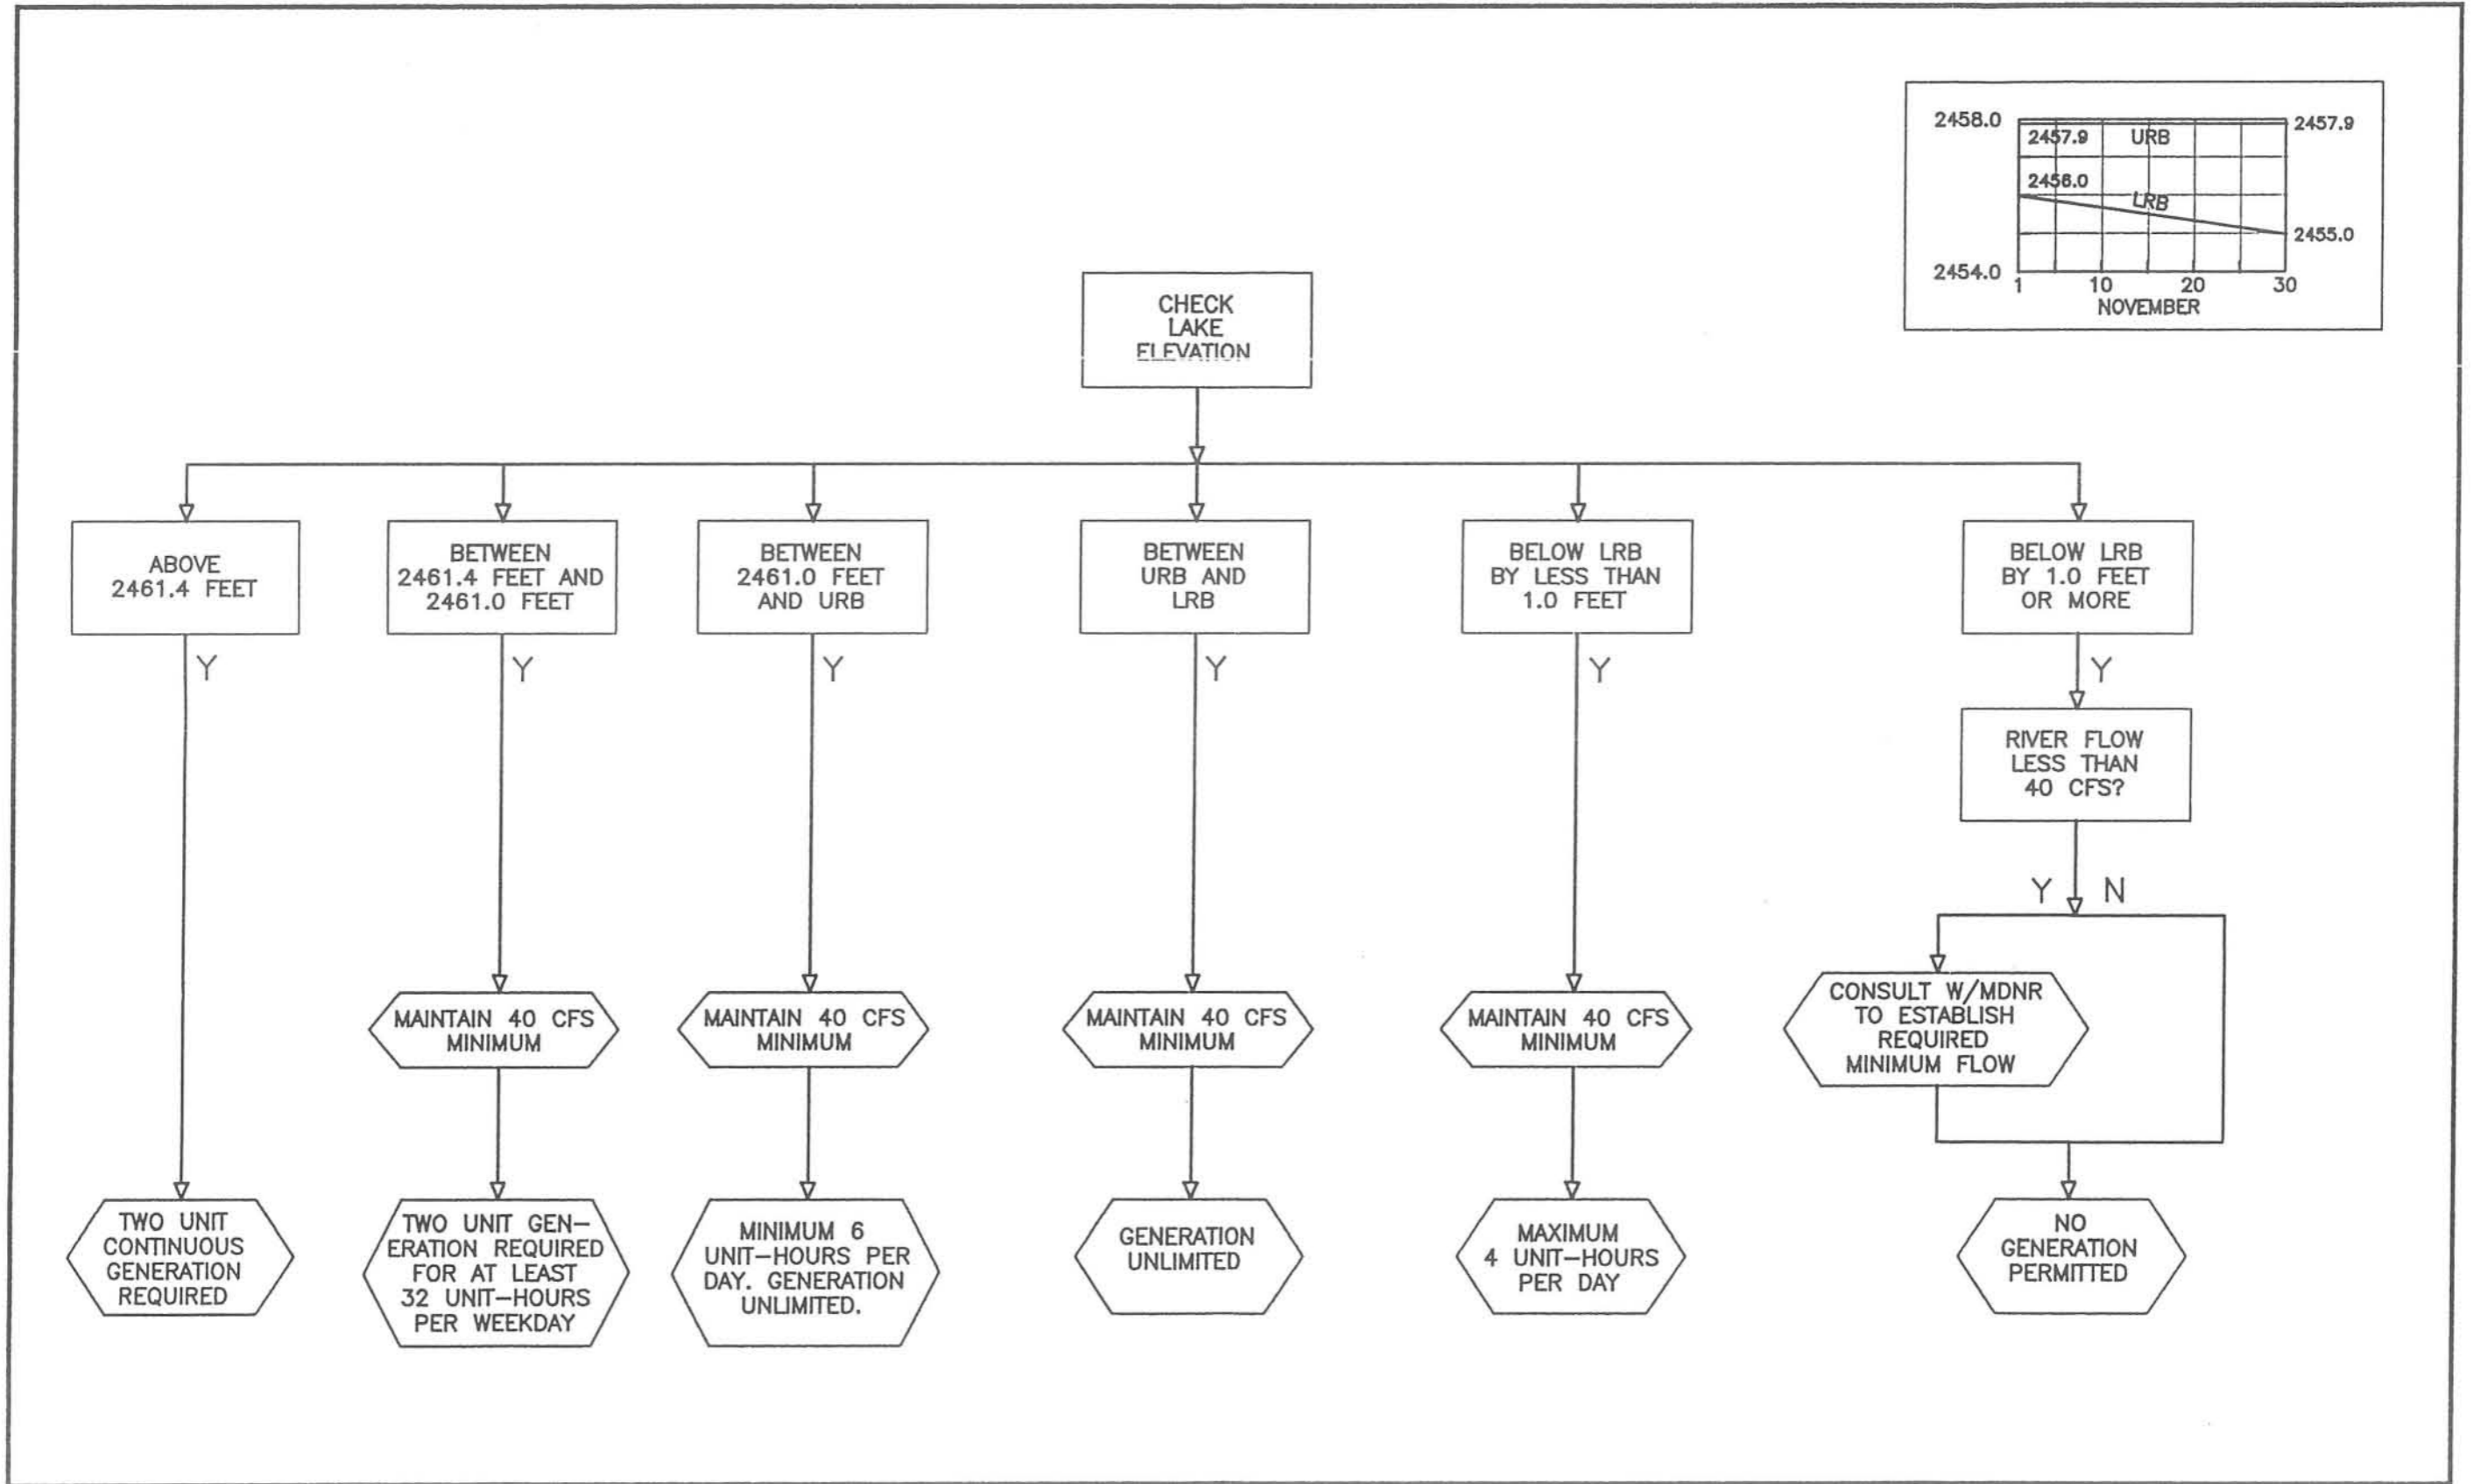 2458.0
2457.9
2457.9 URB
2456.0
LRB
2455.0
2454.0
1 10 20 30
NOVEMBER
CHECK
LAKE
ELEVATION
ABOVE
2461.4 FEET
BETWEEN
2461.4 FEET AND
2461.0 FEET
BETWEEN
2461.0 FEET
AND URB
BETWEEN
URB AND
LRB
BELOW LRB
BY LESS THAN
1.0 FEET
BELOW LRB
BY 1.0 FEET
OR MORE
Y
Y
Y
Y
Y
Y
RIVER FLOW
LESS THAN
40 CFS?
Y N
MAINTAIN 40 CFS
MINIMUM
MAINTAIN 40 CFS
MINIMUM
MAINTAIN 40 CFS
MINIMUM
MAINTAIN 40 CFS
MINIMUM
CONSULT W/MDNR
TO ESTABLISH
REQUIRED
MINIMUM FLOW
TWO UNIT
CONTINUOUS
GENERATION
REQUIRED
TWO UNIT GEN-
ERATION REQUIRED
FOR AT LEAST
32 UNIT-HOURS
PER WEEKDAY
MINIMUM 6
UNIT-HOURS PER
DAY. GENERATION
UNLIMITED.
GENERATION
UNLIMITED
MAXIMUM
4 UNIT-HOURS
PER DAY
NO
GENERATION
PERMITTED